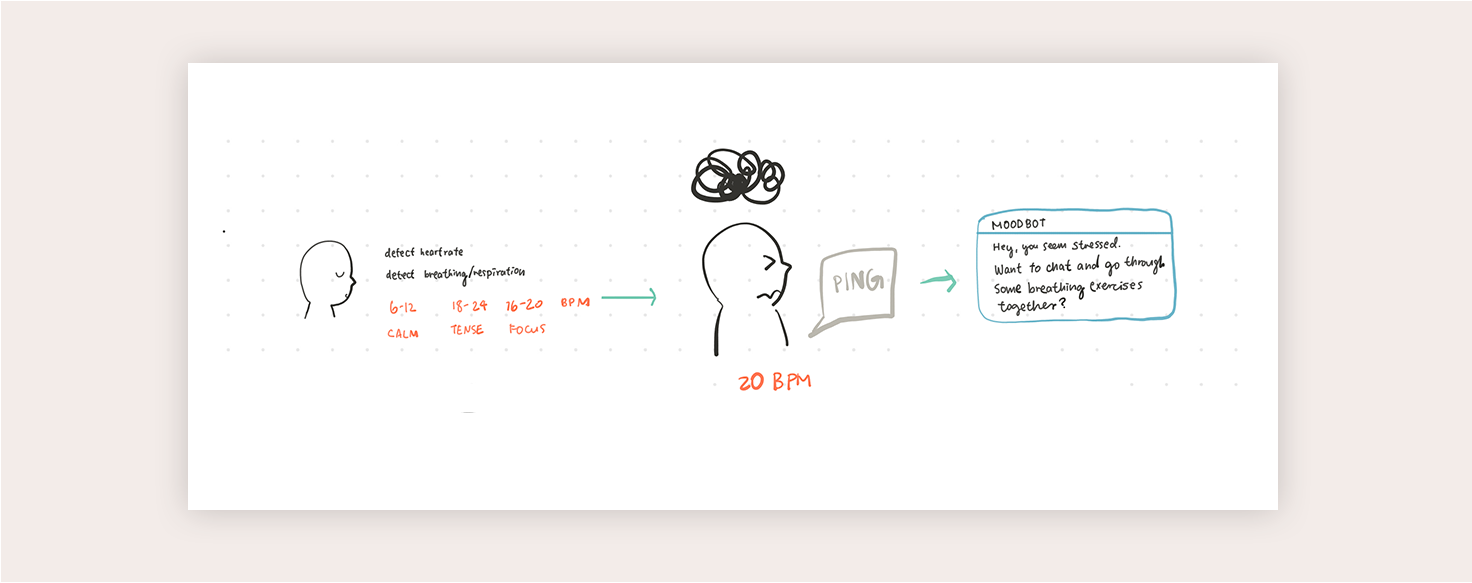 detect heartrate
detect breathing/respiration
6-12 18-24 16-20 BPM
CALM TENSE FOCUS
PING
20 BPM
MOODBOT
Hey, you seem stressed.
Want to chat and go through
Some breathing exercises
together?